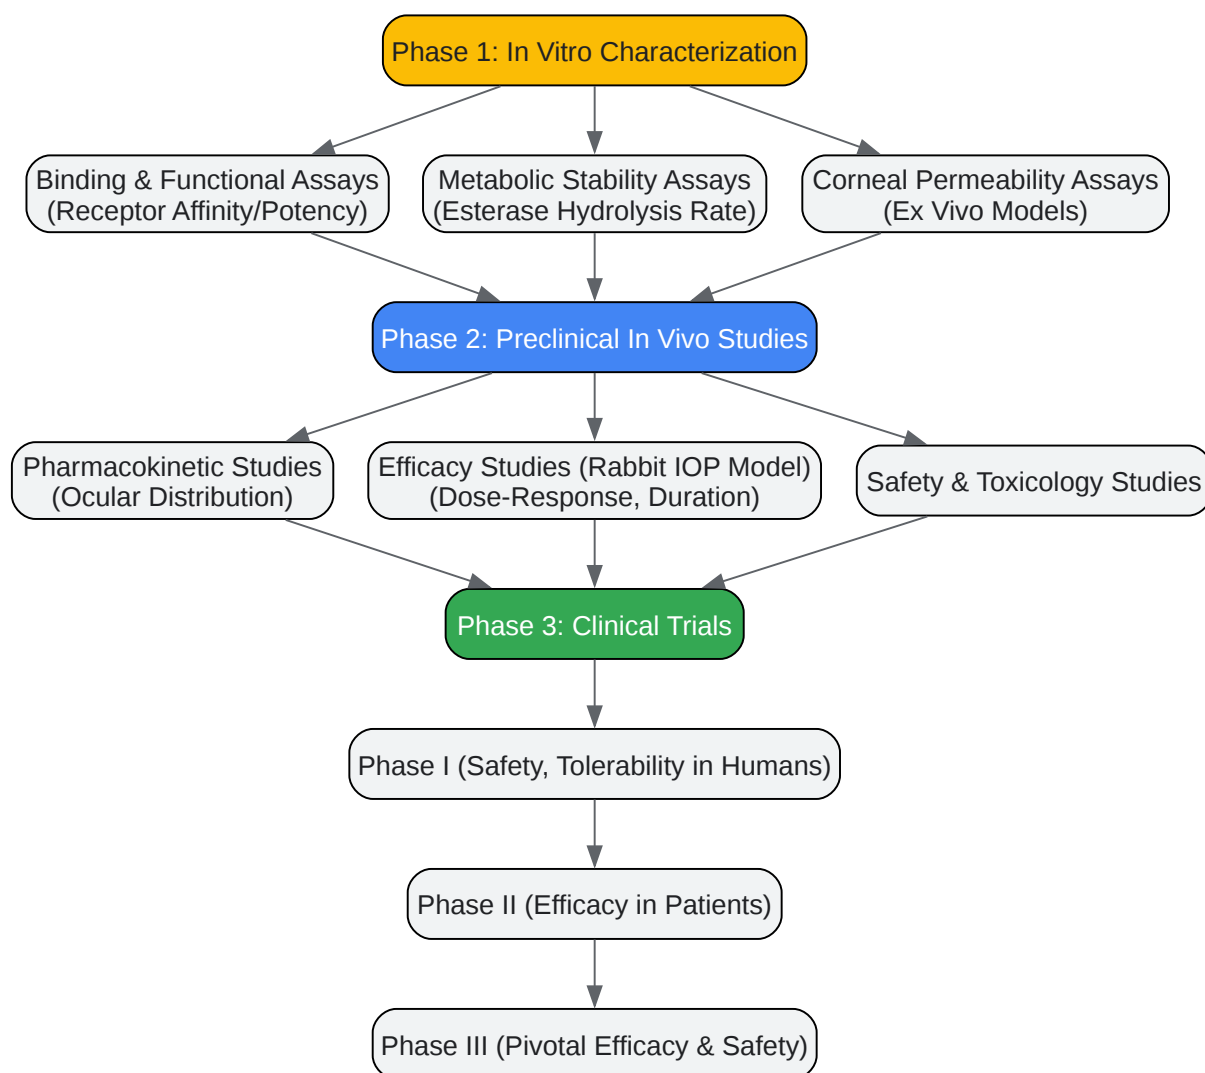 Phase 1: In Vitro Characterization
Binding & Functional Assays
(Receptor Affinity/Potency)
Metabolic Stability Assays
(Esterase Hydrolysis Rate)
Corneal Permeability Assays
(Ex Vivo Models)
Phase 2: Preclinical In Vivo Studies
Pharmacokinetic Studies
(Ocular Distribution)
Efficacy Studies (Rabbit IOP Model)
(Dose-Response, Duration)
Safety & Toxicology Studies
Phase 3: Clinical Trials
Phase I (Safety, Tolerability in Humans)
Phase II (Efficacy in Patients)
Phase III (Pivotal Efficacy & Safety)